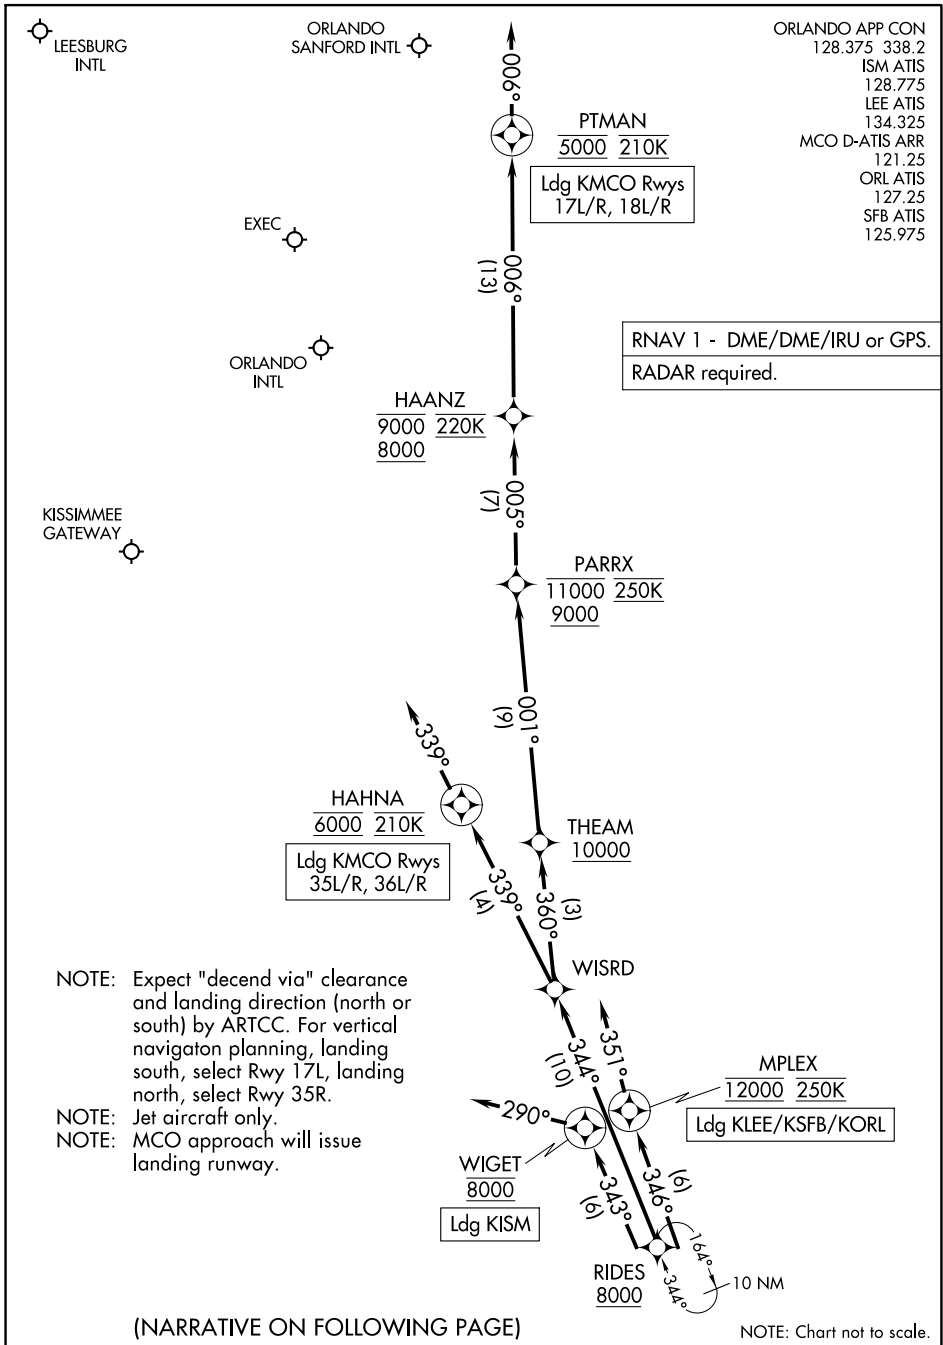 LEESBURG
INTL
ORLANDO
SANFORD INTL
ORLANDO APP CON
128.375 338.2
ISM ATIS
128.775
LEE ATIS
134.325
MCO D-ATIS ARR
121.25
ORL ATIS
127.25
SFB ATIS
125.975
006°
PTMAN
5000 210K
Ldg KMCO Rwys
17L/R, 18L/R
EXEC
006°
(13)
ORLANDO
INTL
RNAV 1 - DME/DME/IRU or GPS.
RADAR required.
HAANZ
9000 220K
8000
005°
(7)
KISSIMMEE
GATEWAY
PARRX
11000 250K
9000
001°
(9)
339°
HAHNA
6000 210K
Ldg KMCO Rwys
35L/R, 36L/R
THEAM
10000
339°
(4)
360°
(3)
WISRD
NOTE: Expect "decend via" clearance
and landing direction (north or
south) by ARTCC. For vertical
navigaton planning, landing
south, select Rwy 17L, landing
north, select Rwy 35R.
NOTE: Jet aircraft only.
NOTE: MCO approach will issue
landing runway.
344°
(10)
351°
MPLEX
12000 250K
Ldg KLEE/KSFB/KORL
290°
WIGET
8000
Ldg KISM
343°
(6)
346°
(6)
RIDES
8000
164°
344°
10 NM
(NARRATIVE ON FOLLOWING PAGE)
NOTE: Chart not to scale.